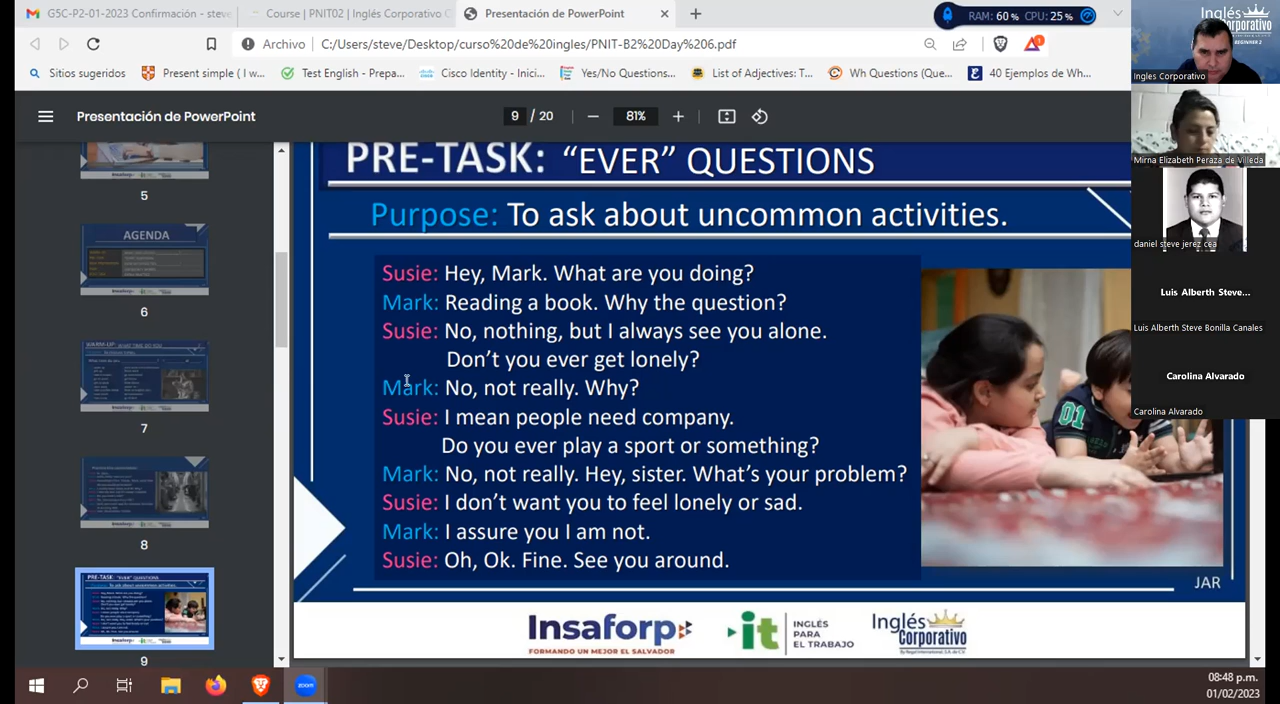 G5C-P2-01-2023 Confirmación - steve
Course | PNIT02 | Inglés Corporativo C
Presentación de PowerPoint
RAM: 60 % CPU: 25 %
Archivo
C:/Users/steve/Desktop/curso%20de%20ingles/PNIT-B2%20Day%206.pdf
Sitios sugeridos
Present simple ( I w...
Test English - Prepa...
Cisco Identity - Inici...
Yes/No Questions...
List of Adjectives: T...
Wh Questions (Que...
40 Ejemplos de Wh...
Presentación de PowerPoint
9 / 20
81%
5
AGENDA
6
7
8
9
PRE-TASK: “EVER” QUESTIONS
Purpose: To ask about uncommon activities.
Susie: Hey, Mark. What are you doing?
Mark: Reading a book. Why the question?
Susie: No, nothing, but I always see you alone.
Don’t you ever get lonely?
Mark: No, not really. Why?
Susie: I mean people need company.
Do you ever play a sport or something?
Mark: No, not really. Hey, sister. What’s your problem?
Susie: I don’t want you to feel lonely or sad.
Mark: I assure you I am not.
Susie: Oh, Ok. Fine. See you around.
01
JAR
Insaforp
FORMANDO UN MEJOR EL SALVADOR
it
INGLÉS
PARA
EL TRABAJO
Inglés
Corporativo
Inglés
Corporativo
BEGINNER 2
Ingles Corporativo
Mirna Elizabeth Peraza de Villeda
daniel steve jerez cea
Luis Alberth Steve...
Luis Alberth Steve Bonilla Canales
Carolina Alvarado
Carolina Alvarado
zoom
08:48 p.m.
01/02/2023